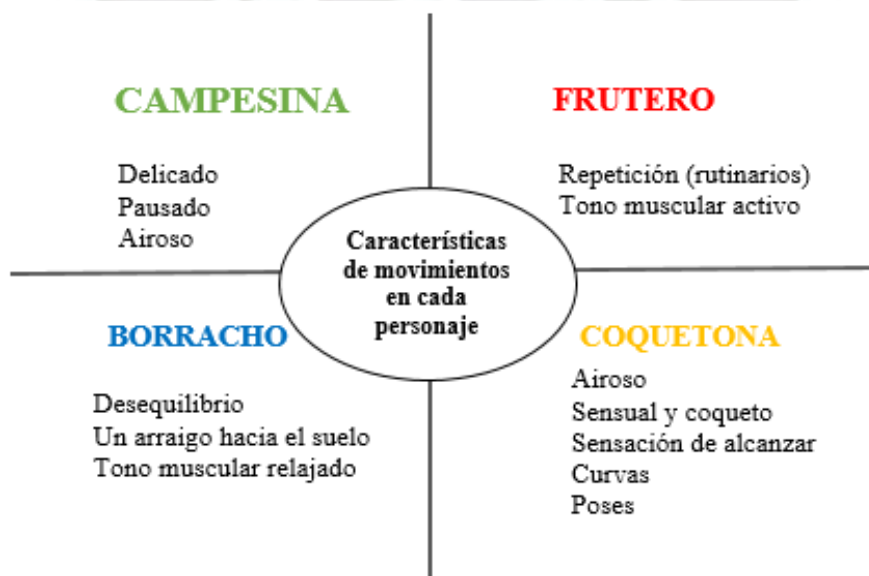 CAMPESINA
Delicado
Pausado
Airoso
FRUTERO
Repetición (rutinarios)
Tono muscular activo
Características
de movimientos
en cada
personaje
BORRACHO
Desequilibrio
Un arraigo hacia el suelo
Tono muscular relajado
COQUETONA
Airoso
Sensual y coqueto
Sensación de alcanzar
Curvas
Poses